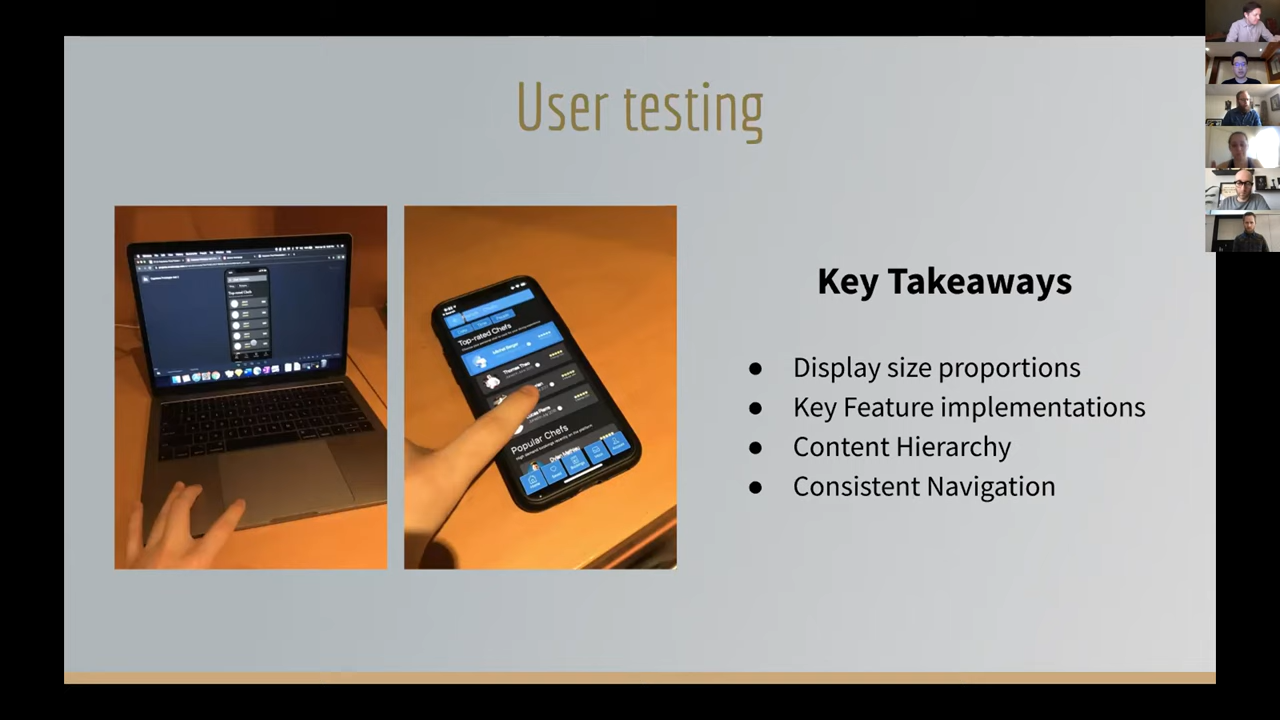 User testing
Key Takeaways
● Display size proportions
● Key Feature implementations
● Content Hierarchy
● Consistent Navigation
Top-rated Chefs
Popular Chefs